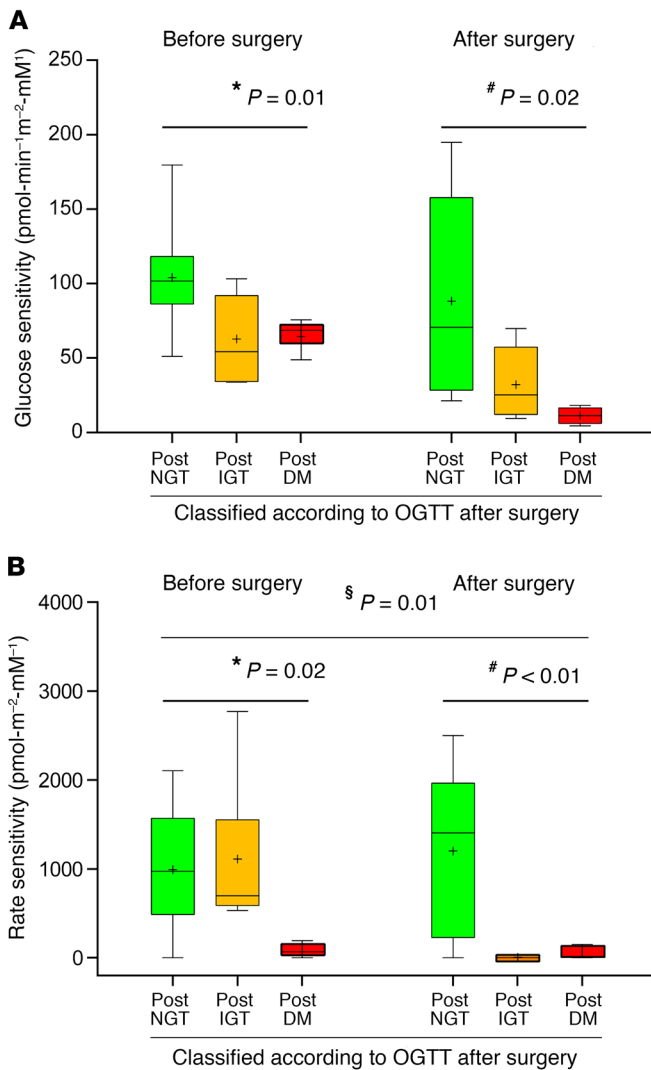 A
Before surgery
After surgery
* P = 0.01
# P = 0.02
Glucose sensitivity (pmol-min⁻¹m⁻²-mM¹)
250
200
150
100
50
0
Post NGT
Post IGT
Post DM
Post NGT
Post IGT
Post DM
Classified according to OGTT after surgery
B
Before surgery
After surgery
§ P = 0.01
* P = 0.02
# P < 0.01
Rate sensitivity (pmol-m⁻²-mM⁻¹)
4000
3000
2000
1000
0
Post NGT
Post IGT
Post DM
Post NGT
Post IGT
Post DM
Classified according to OGTT after surgery